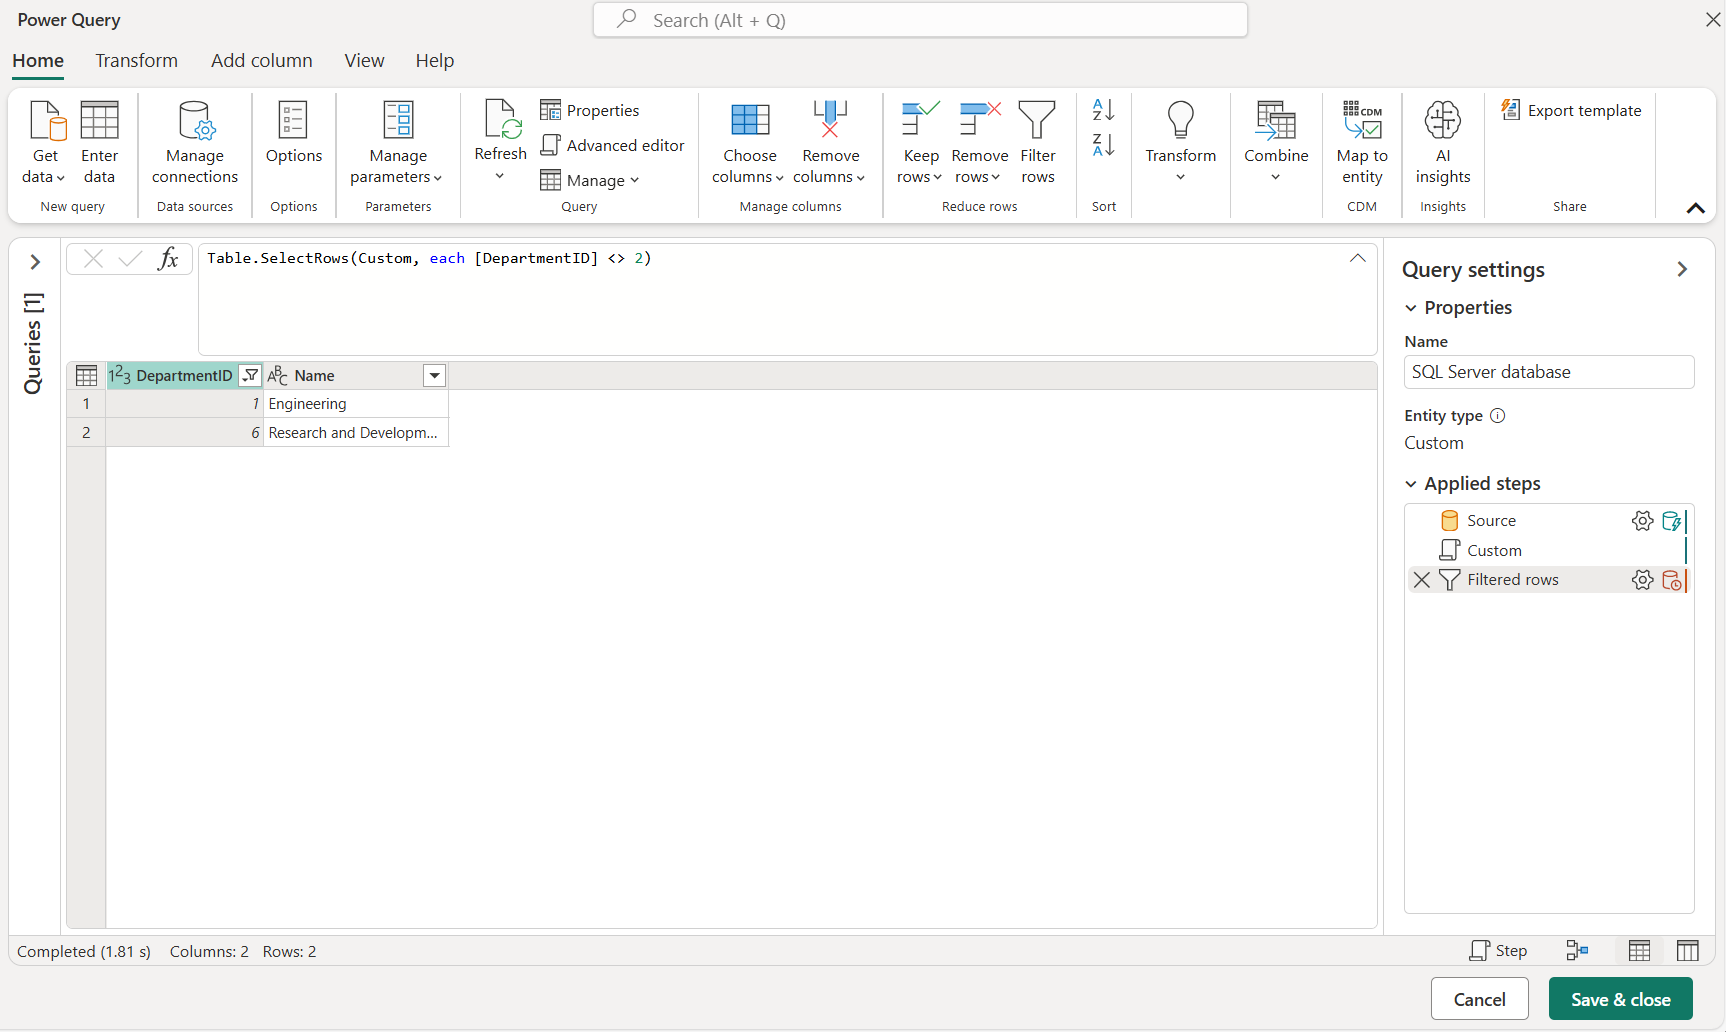 Power Query
Search (Alt + Q)
Home Transform Add column View Help
Get data
Enter data
New query
Manage connections
Data sources
Options
Options
Manage parameters
Parameters
Refresh
Properties
Advanced editor
Manage
Query
Choose columns
Remove columns
Manage columns
Keep rows
Remove rows
Filter rows
Reduce rows
A Z
Z A
Sort
Transform
Combine
CDM
Map to entity
CDM
AI insights
Insights
Export template
Share
Queries [1]
fx
Table.SelectRows(Custom, each [DepartmentID] <> 2)
123 DepartmentID ABC Name
1 1 Engineering
2 6 Research and Developm...
Query settings
Properties
Name
SQL Server database
Entity type
Custom
Applied steps
Source
Custom
Filtered rows
Completed (1.81 s) Columns: 2 Rows: 2
Step
Cancel Save & close